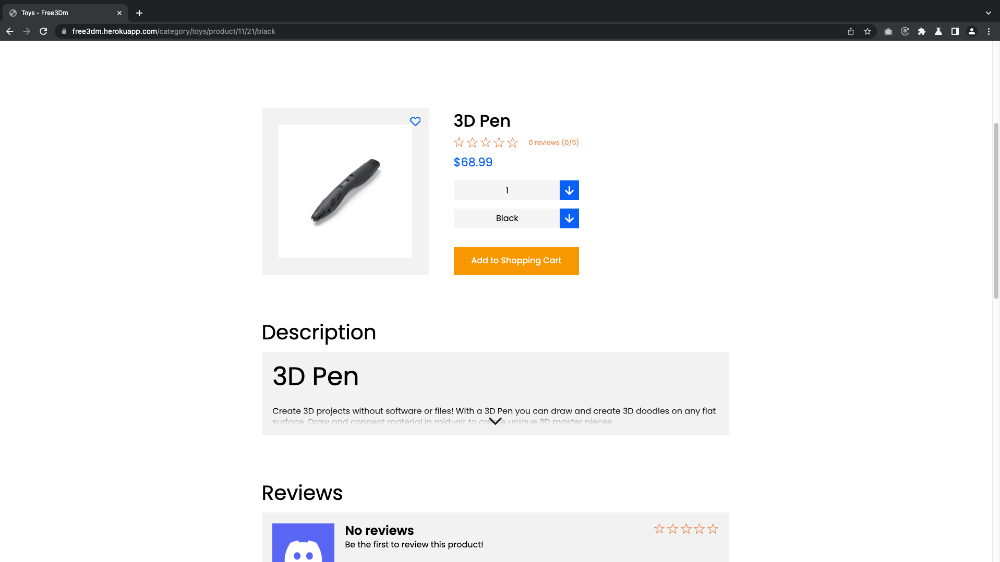 Toys - Free3Dm
free3dm.herokuapp.com/category/toys/product/11/21/black
3D Pen
0 reviews (0/5)
$68.99
1
Black
Add to Shopping Cart
Description
3D Pen
Create 3D projects without software or files! With a 3D Pen you can draw and create 3D doodles on any flat
surface. Draw and connect material in mid-air to create unique 3D master pieces.
Reviews
No reviews
Be the first to review this product!